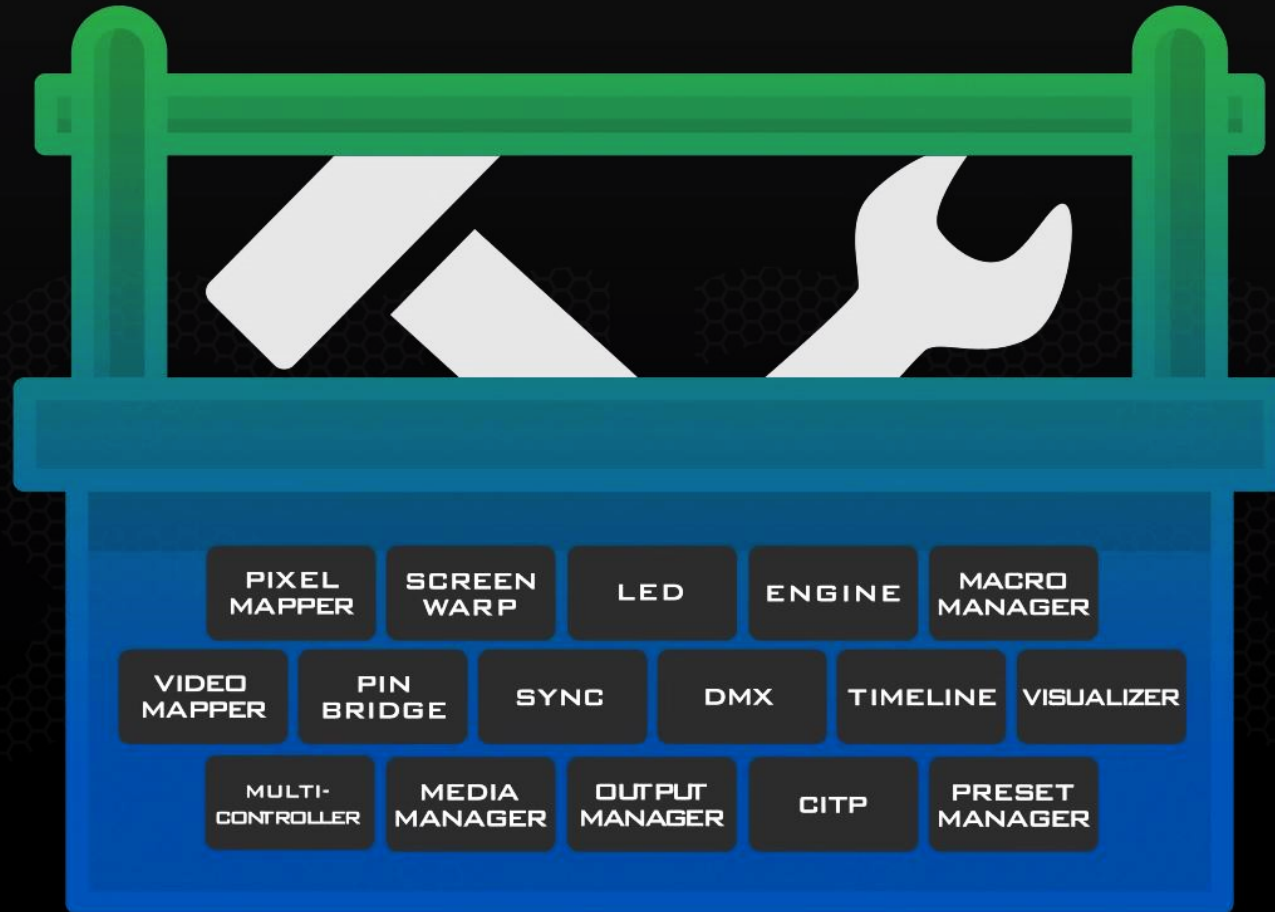 PIXEL
MAPPER
SCREEN
WARP
LED
ENGINE
MACRO
MANAGER
VIDEO
MAPPER
PIN
BRIDGE
SYNC
DMX
TIMELINE
VISUALIZER
MULTI-
CONTROLLER
MEDIA
MANAGER
OUTPUT
MANAGER
CITP
PRESET
MANAGER